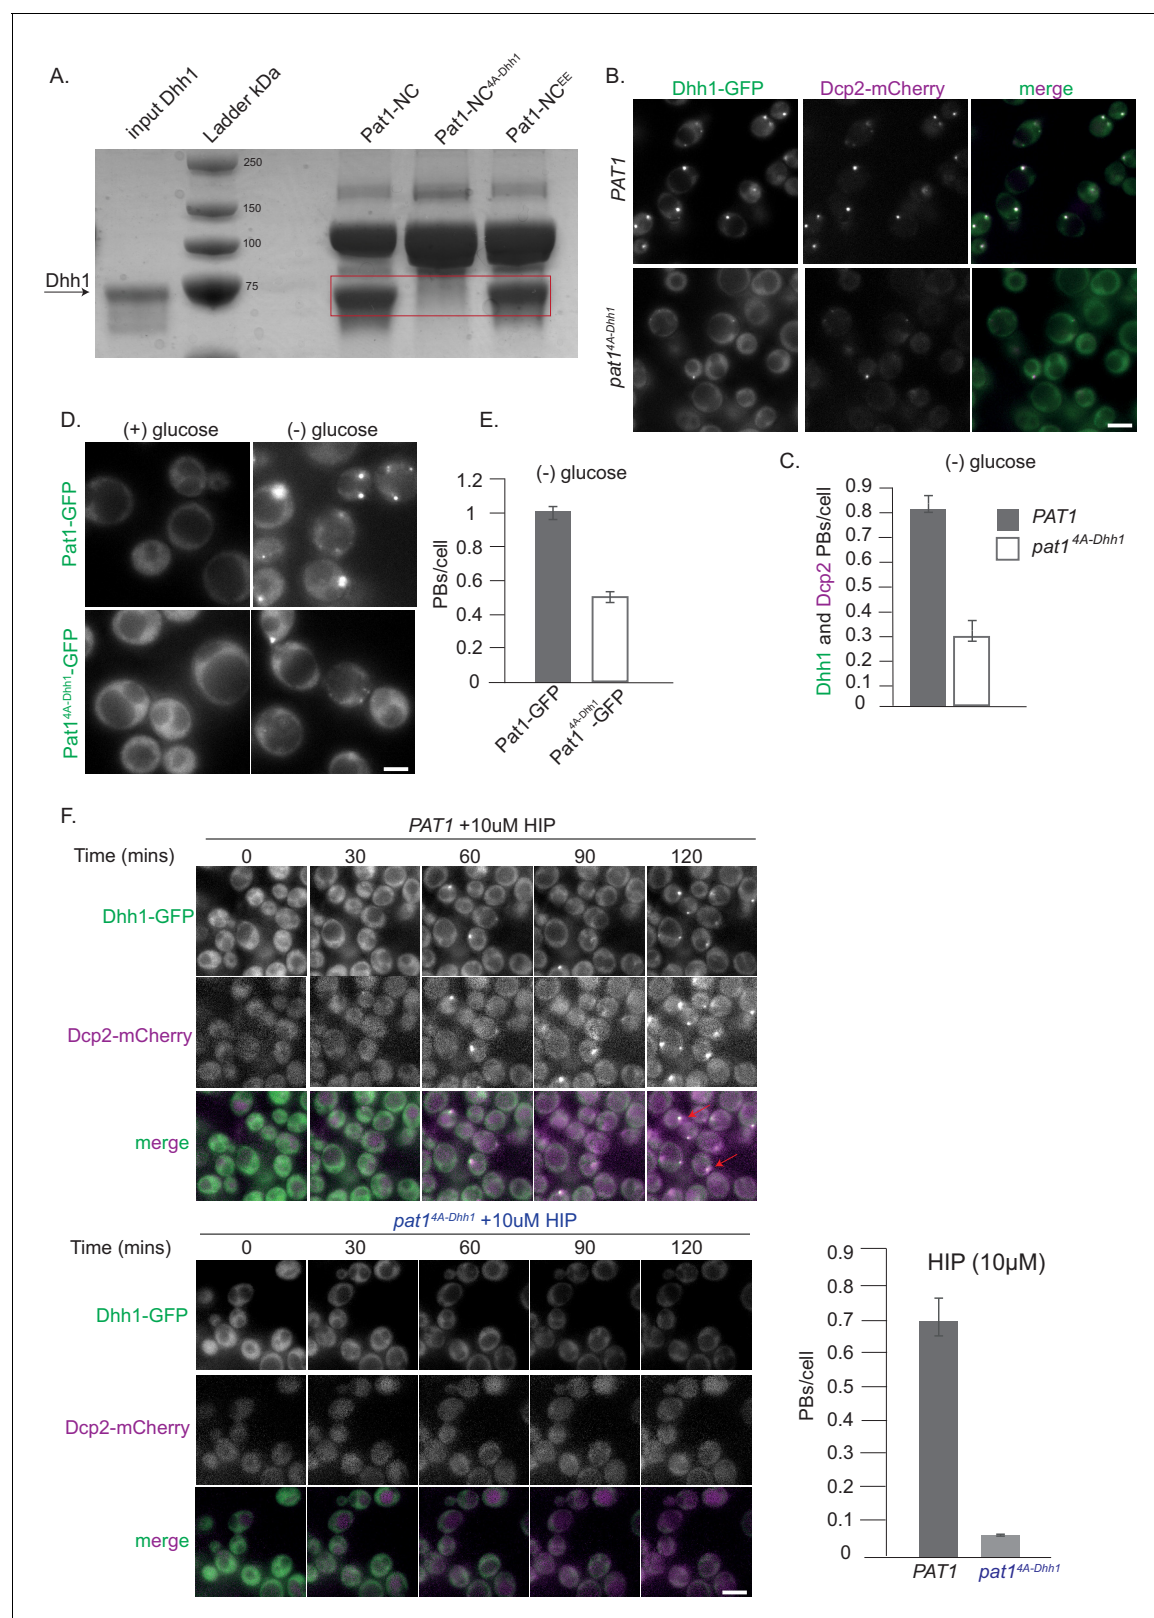 A.
input Dhh1
Ladder kDa
Pat1-NC
Pat1-NC4A-Dhh1
Pat1-NCEE
250
150
100
75
Dhh1
B.
Dhh1-GFP
Dcp2-mCherry
merge
PAT1
pat14A-Dhh1
C.
(-) glucose
Dhh1 and Dcp2 PBs/cell
0.9
0.8
0.7
0.6
0.5
0.4
0.3
0.2
0.1
0
PAT1
pat14A-Dhh1
D.
(+) glucose
(-) glucose
Pat1-GFP
Pat14A-Dhh1-GFP
E.
(-) glucose
PBs/cell
1.2
1
0.8
0.6
0.4
0.2
0
Pat1-GFP
Pat14A-Dhh1-GFP
F.
PAT1 +10uM HIP
Time (mins) 0 30 60 90 120
Dhh1-GFP
Dcp2-mCherry
merge
pat14A-Dhh1 +10uM HIP
Time (mins) 0 30 60 90 120
Dhh1-GFP
Dcp2-mCherry
merge
HIP (10µM)
PBs/cell
0.9
0.8
0.7
0.6
0.5
0.4
0.3
0.2
0.1
0
PAT1
pat14A-Dhh1